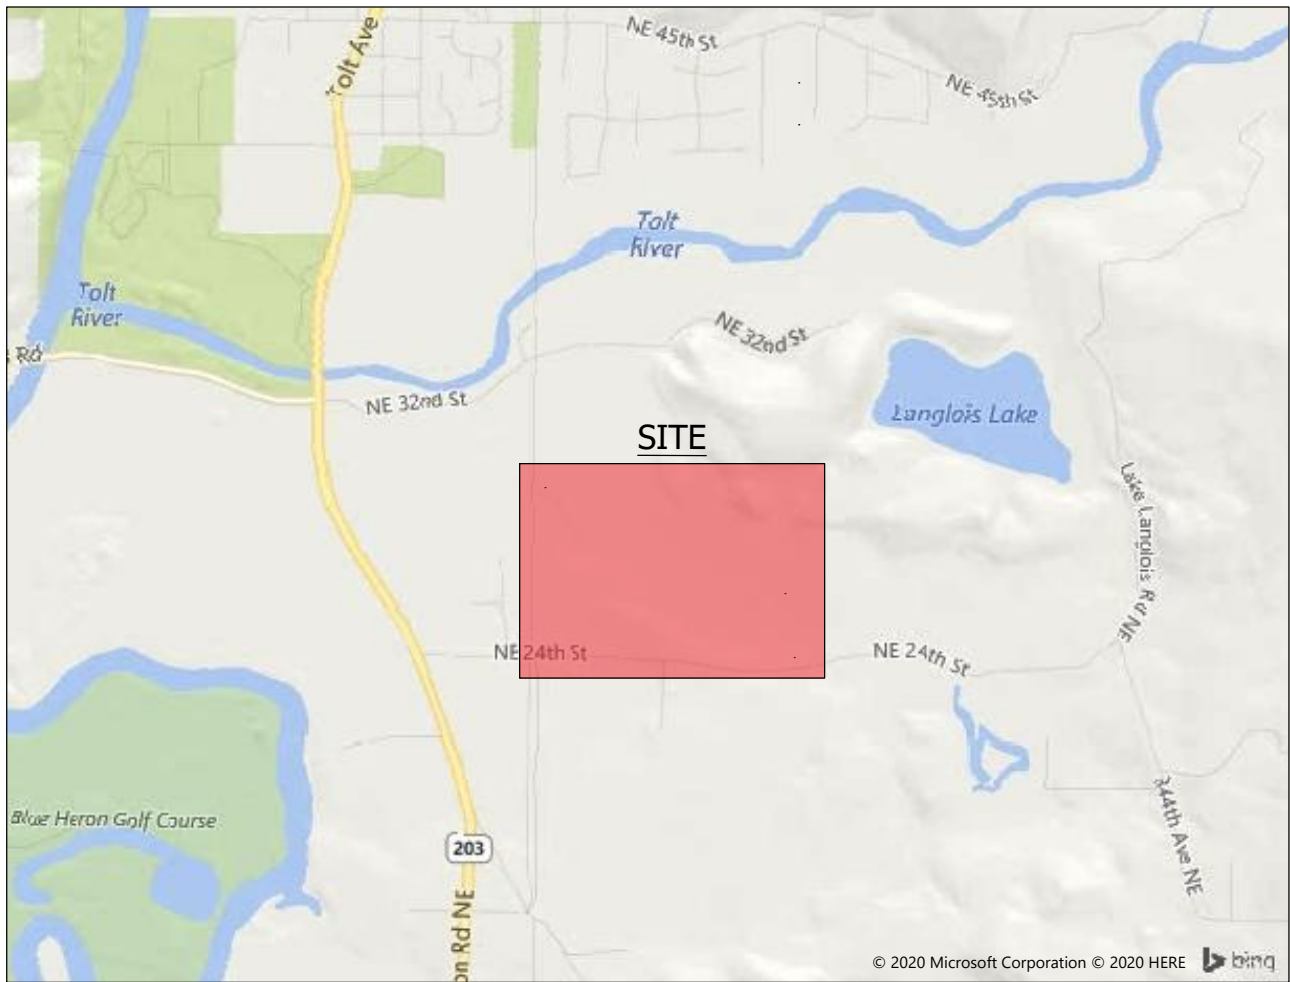 NE 45th St
Tolt Ave
NE 45th St
Tolt
River
Tolt
River
NE 32nd St
s Rd
NE 32nd St
Langlois Lake
SITE
Lake Langlois Rd NE
NE 24th St
NE 24th St
Blue Heron Golf Course
344th Ave NE
203
on Rd NE
© 2020 Microsoft Corporation © 2020 HERE
bing